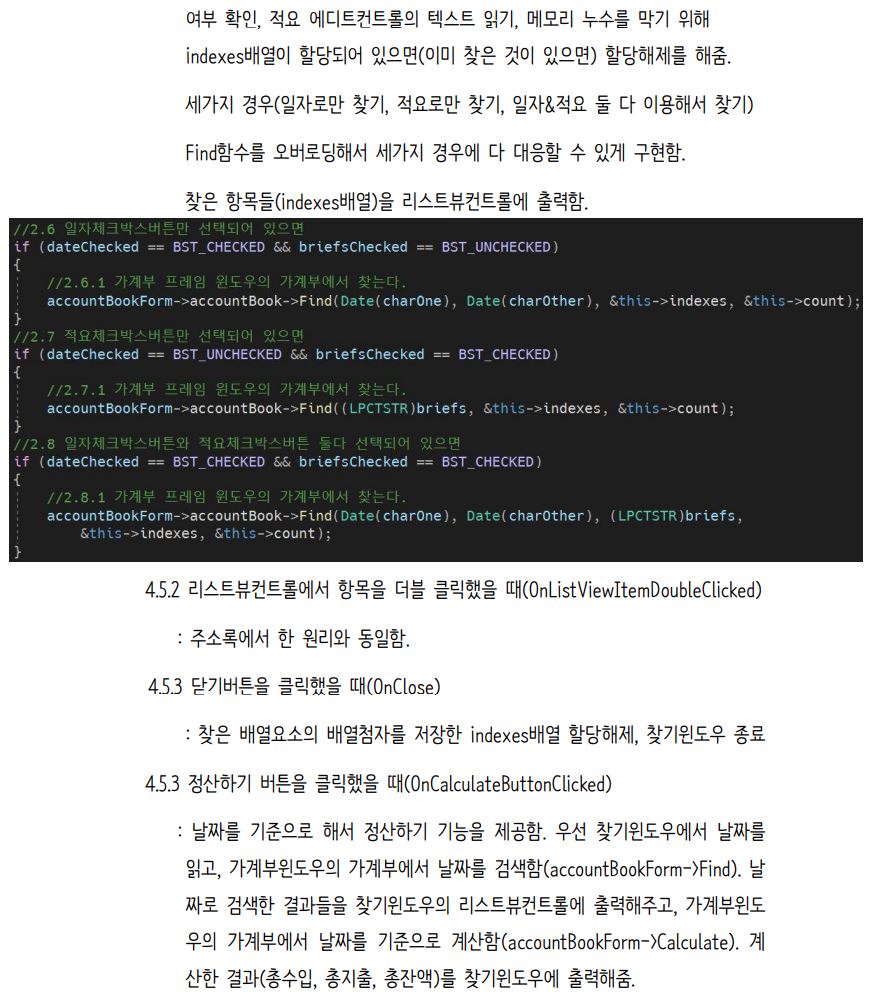 여부 확인, 적요 에디트컨트롤의 텍스트 읽기, 메모리 누수를 막기 위해
indexes배열이 할당되어 있으면(이미 찾은 것이 있으면) 할당해제를 해줌.
세가지 경우(일자로만 찾기, 적요로만 찾기, 일자&적요 둘 다 이용해서 찾기)
Find함수를 오버로딩해서 세가지 경우에 다 대응할 수 있게 구현함.
찾은 항목들(indexes배열)을 리스트뷰컨트롤에 출력함.
//2.6 일자체크박스버튼만 선택되어 있으면
if (dateChecked == BST_CHECKED && briefsChecked == BST_UNCHECKED)
{
//2.6.1 가계부 프레임 윈도우의 가계부에서 찾는다.
accountBookForm->accountBook->Find(Date(charOne), Date(charOther), &this->indexes, &this->count);
}
//2.7 적요체크박스버튼만 선택되어 있으면
if (dateChecked == BST_UNCHECKED && briefsChecked == BST_CHECKED)
{
//2.7.1 가계부 프레임 윈도우의 가계부에서 찾는다.
accountBookForm->accountBook->Find((LPCTSTR)briefs, &this->indexes, &this->count);
}
//2.8 일자체크박스버튼와 적요체크박스버튼 둘다 선택되어 있으면
if (dateChecked == BST_CHECKED && briefsChecked == BST_CHECKED)
{
//2.8.1 가계부 프레임 윈도우의 가계부에서 찾는다.
accountBookForm->accountBook->Find(Date(charOne), Date(charOther), (LPCTSTR)briefs,
&this->indexes, &this->count);
}
4.5.2 리스트뷰컨트롤에서 항목을 더블 클릭했을 때(OnListViewItemDoubleClicked)
: 주소록에서 한 원리와 동일함.
4.5.3 닫기버튼을 클릭했을 때(OnClose)
: 찾은 배열요소의 배열첨자를 저장한 indexes배열 할당해제, 찾기윈도우 종료
4.5.3 정산하기 버튼을 클릭했을 때(OnCalculateButtonClicked)
: 날짜를 기준으로 해서 정산하기 기능을 제공함. 우선 찾기윈도우에서 날짜를
읽고, 가계부윈도우의 가계부에서 날짜를 검색함(accountBookForm->Find). 날
짜로 검색한 결과들을 찾기윈도우의 리스트뷰컨트롤에 출력해주고, 가계부윈도
우의 가계부에서 날짜를 기준으로 계산함(accountBookForm->Calculate). 계
산한 결과(총수입, 총지출, 총잔액)를 찾기윈도우에 출력해줌.